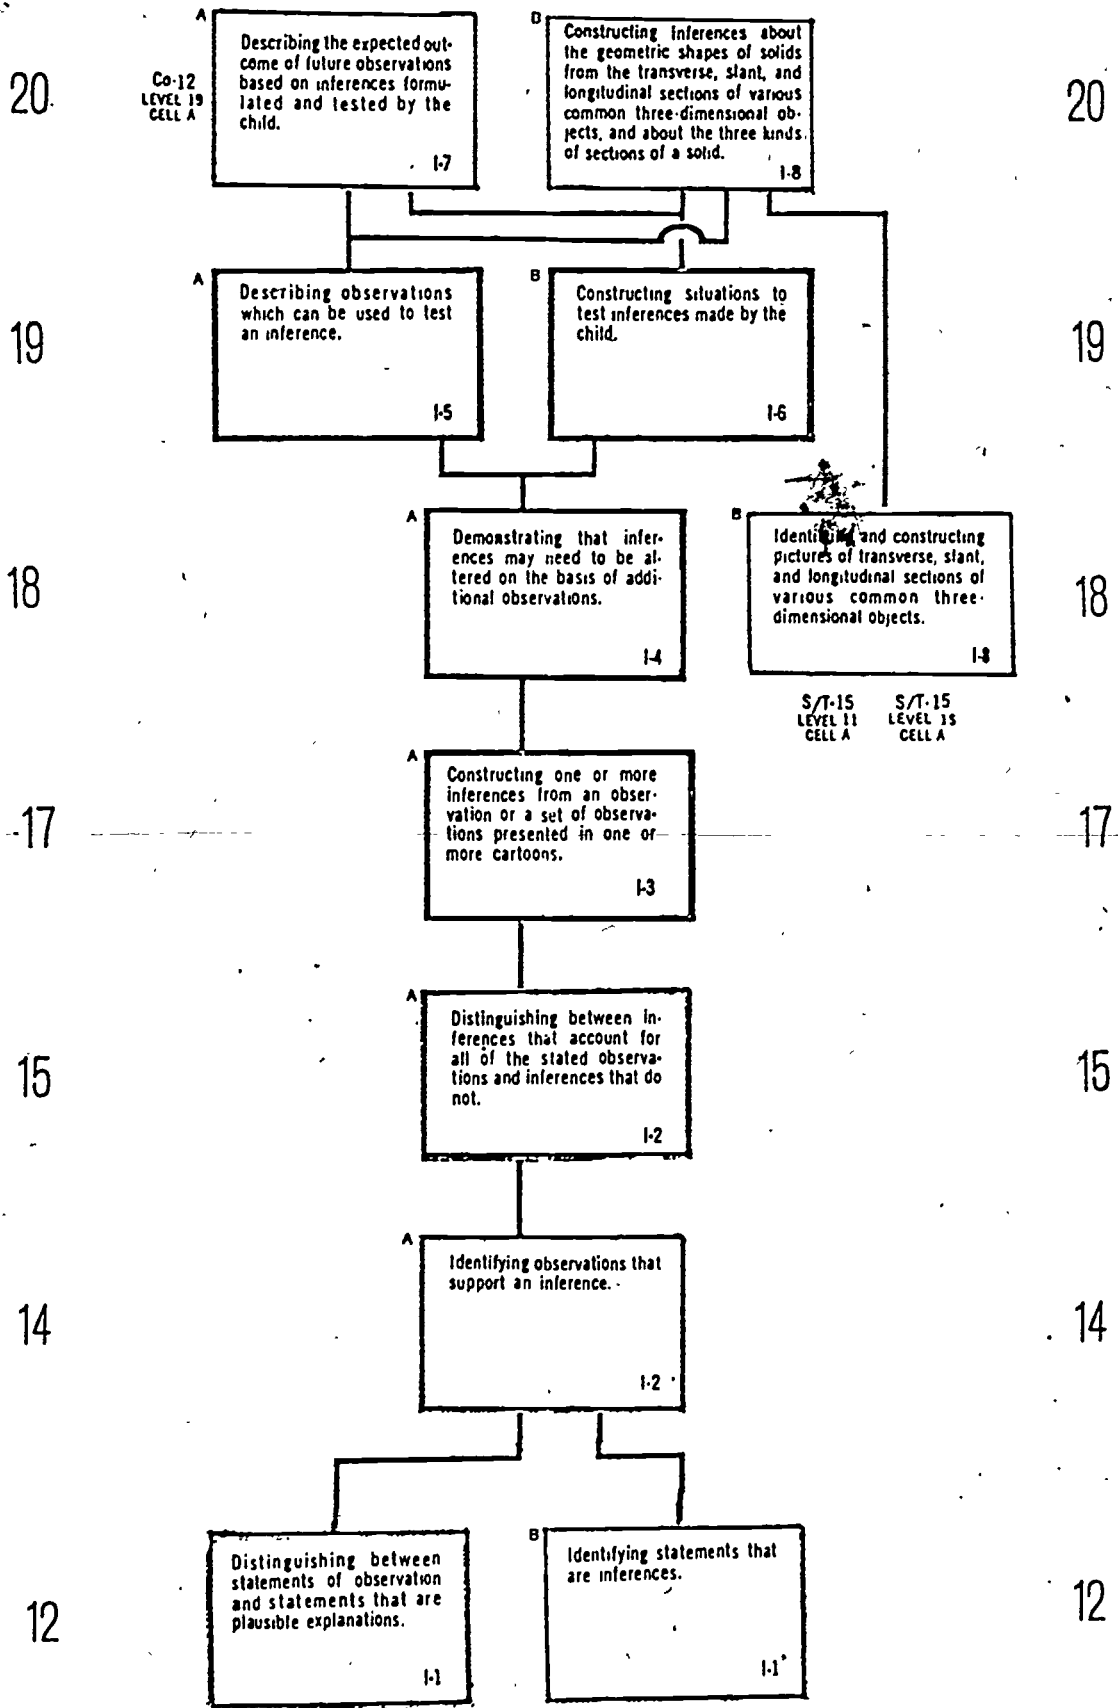 20
20
A
Describing the expected out-
come of future observations
based on inferences formu-
lated and tested by the
child.
I-7
Co-12
LEVEL 19
CELL A
B
Constructing inferences about
the geometric shapes of solids
from the transverse, slant, and
longitudinal sections of various
common three-dimensional ob-
jects, and about the three kinds
of sections of a solid.
I-8
19
19
A
Describing observations
which can be used to test
an inference.
I-5
B
Constructing situations to
test inferences made by the
child.
I-6
18
18
A
Demonstrating that infer-
ences may need to be al-
tered on the basis of addi-
tional observations.
I-4
B
and constructing
pictures of transverse, slant,
and longitudinal sections of
various common three-
dimensional objects.
I-8
S/T-15
LEVEL 11
CELL A
S/T-15
LEVEL 15
CELL A
17
17
A
Constructing one or more
inferences from an obser-
vation or a set of observa-
tions presented in one or
more cartoons.
I-3
15
15
A
Distinguishing between in-
ferences that account for
all of the stated observa-
tions and inferences that do
not.
I-2
14
14
A
Identifying observations that
support an inference.
I-2
12
12
Distinguishing between
statements of observation
and statements that are
plausible explanations.
I-1
B
Identifying statements that
are inferences.
I-1